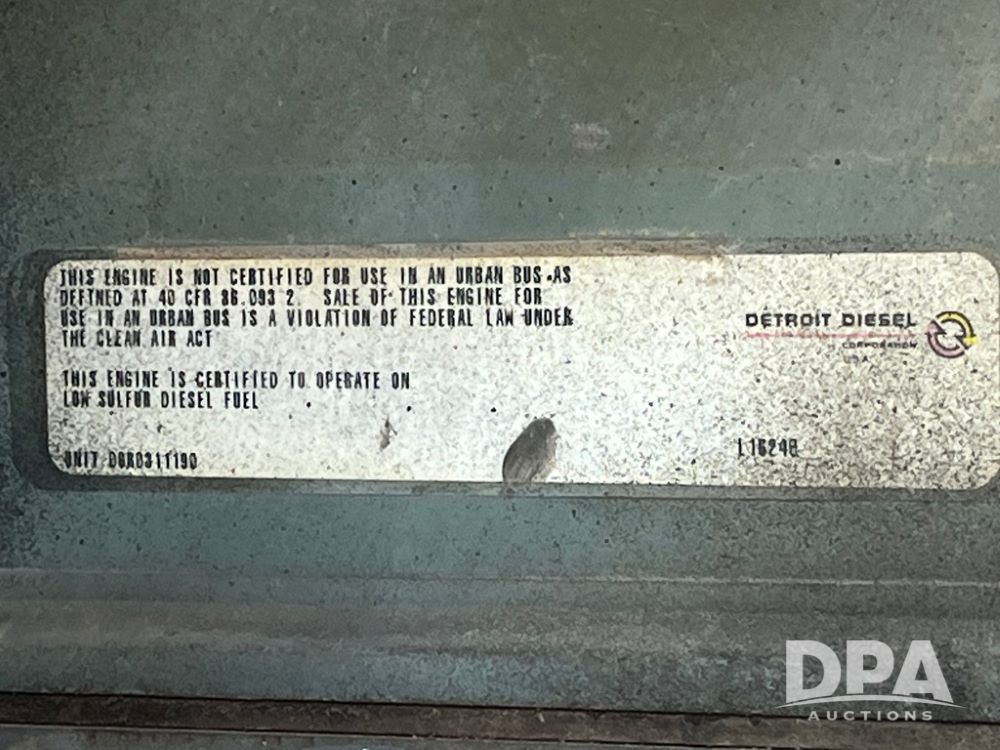 THIS ENGINE IS NOT CERTIFIED FOR USE IN AN URBAN BUS AS
DEFINED AT 40 CFR 86.093 2. SALE OF THIS ENGINE FOR
USE IN AN URBAN BUS IS A VIOLATION OF FEDERAL LAW UNDER
THE CLEAN AIR ACT
THIS ENGINE IS CERTIFIED TO OPERATE ON
LOW SULFUR DIESEL FUEL
UNIT
DETROIT DIESEL
CORPORATION
USA
DPA
AUCTIONS